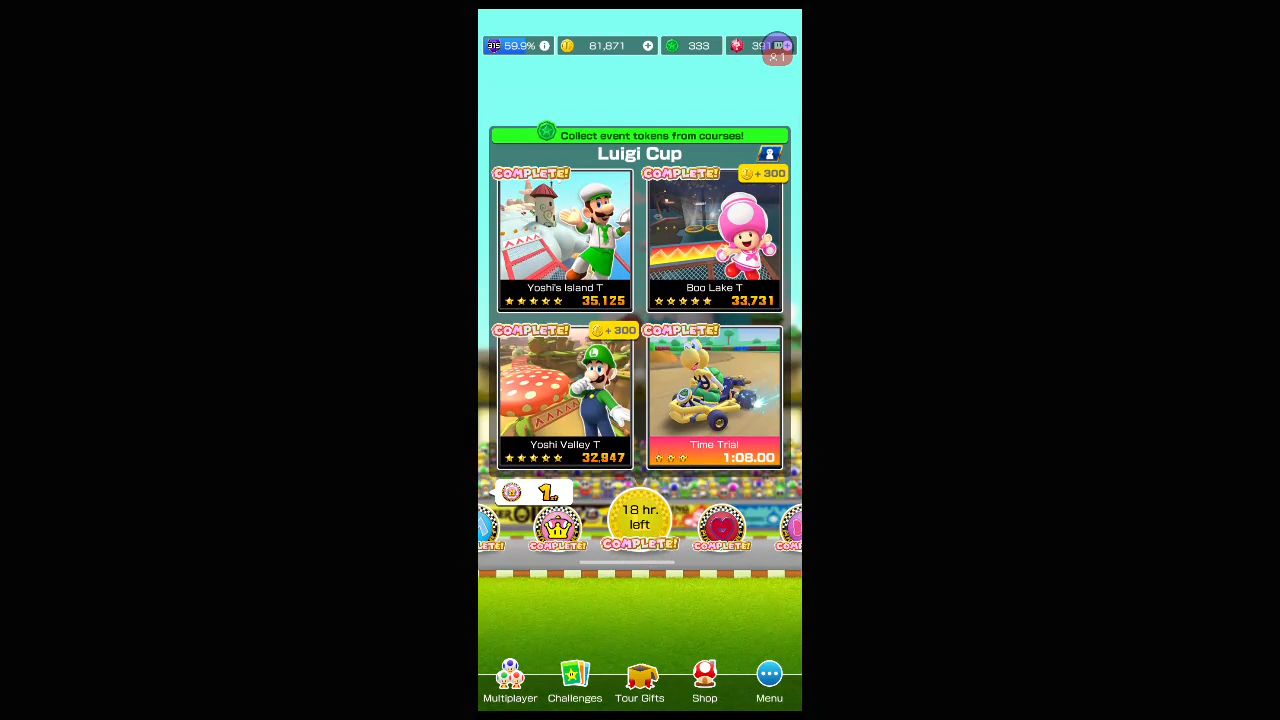 315 59.9% i 81,871 + 333
1
Collect event tokens from courses!
Luigi Cup
COMPLETE! COMPLETE! + 300
Yoshi's Island T Boo Lake T
35,125 33,731
COMPLETE! + 300 COMPLETE!
Yoshi Valley T Time Trial
32,947 1:08.00
1st
18 hr.
left
COMPLETE! COMPLETE! COMPLETE!
Multiplayer Challenges Tour Gifts Shop Menu